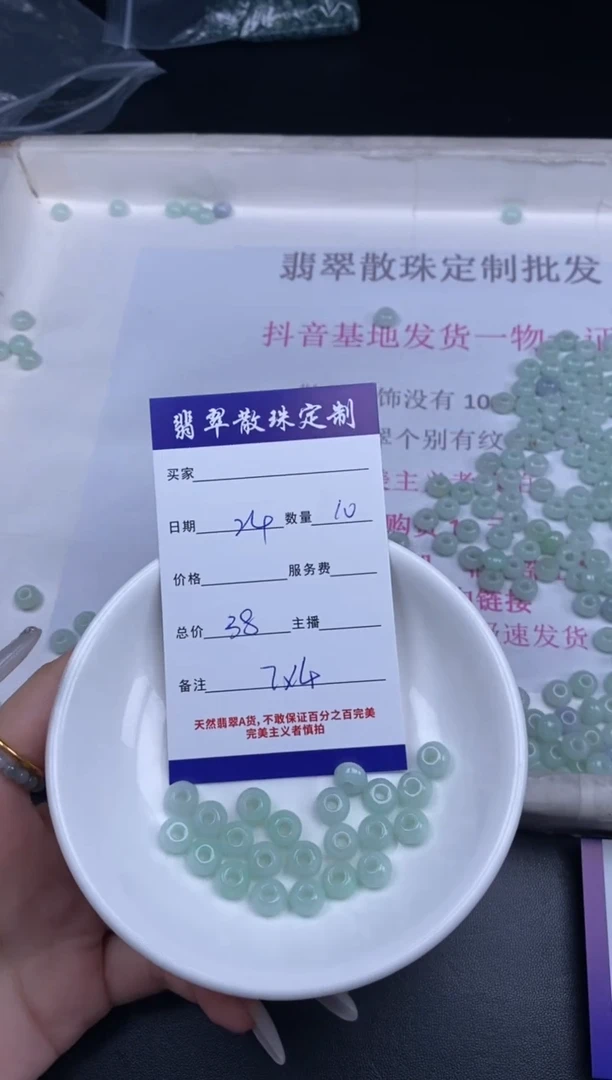 翡翠散珠定制批发
抖音基地发货一物一证
饰没有10
翠个别有纹
美主义者
购
链接
极速发货
翡翠散珠定制
买家
日期 24 数量 10
价格 服务费
总价 38 主播
备注 7x4
天然翡翠A货,不敢保证百分之百完美
完美主义者慎拍